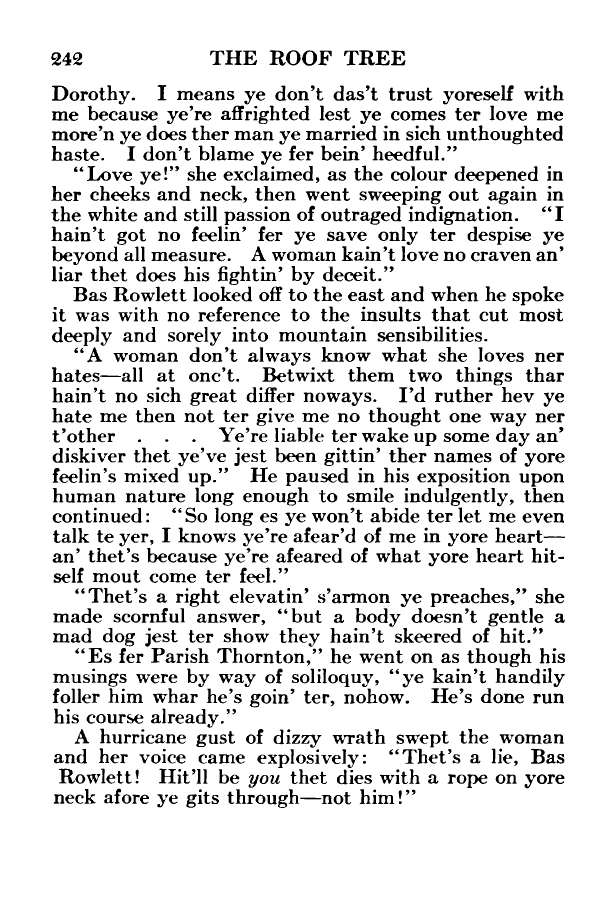 242 THE ROOF TREE
Dorothy. I means ye don't das't trust yoreself with
me because ye're affrighted lest ye comes ter love me
more'n ye does ther man ye married in sich unthoughted
haste. I don't blame ye fer bein' heedful."
"Love ye!" she exclaimed, as the colour deepened in
her cheeks and neck, then went sweeping out again in
the white and still passion of outraged indignation. "I
hain't got no feelin' fer ye save only ter despise ye
beyond all measure. A woman kain't love no craven an'
liar thet does his fightin' by deceit."
Bas Rowlett looked off to the east and when he spoke
it was with no reference to the insults that cut most
deeply and sorely into mountain sensibilities.
"A woman don't always know what she loves ner
hates—all at onc't. Betwixt them two things thar
hain't no sich great differ noways. I'd ruther hev ye
hate me then not ter give me no thought one way ner
t'other . . . Ye're liable ter wake up some day an'
diskiver thet ye've jest been gittin' ther names of yore
feelin's mixed up." He paused in his exposition upon
human nature long enough to smile indulgently, then
continued: "So long es ye won't abide ter let me even
talk te yer, I knows ye're afear'd of me in yore heart—
an' thet's because ye're afeared of what yore heart hit-
self mout come ter feel."
"Thet's a right elevatin' s'armon ye preaches," she
made scornful answer, "but a body doesn't gentle a
mad dog jest ter show they hain't skeered of hit."
"Es fer Parish Thornton," he went on as though his
musings were by way of soliloquy, "ye kain't handily
foller him whar he's goin' ter, nohow. He's done run
his course already."
A hurricane gust of dizzy wrath swept the woman
and her voice came explosively: "Thet's a lie, Bas
Rowlett! Hit'll be you thet dies with a rope on yore
neck afore ye gits through—not him!"